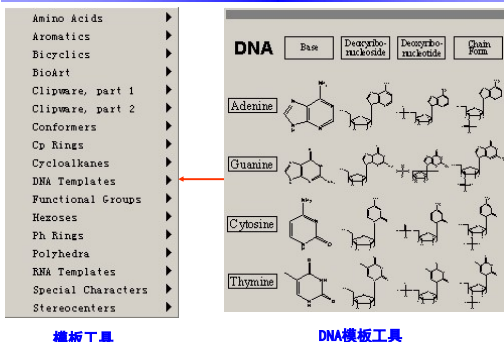 Amino Acids
Aromatics
Bicyclics
BioArt
Clipware, part 1
Clipware, part 2
Conformers
Cp Rings
Cycloalkanes
DNA Templates
Functional Groups
Hexoses
Ph Rings
Polyhedra
RNA Templates
Special Characters
Stereocenters
模板工具
DNA
Base
Deoxyribo-
nucleoside
Deoxyribo-
nucleotide
Chain
Form
Adenine
Guanine
Cytosine
Thymine
DNA模板工具